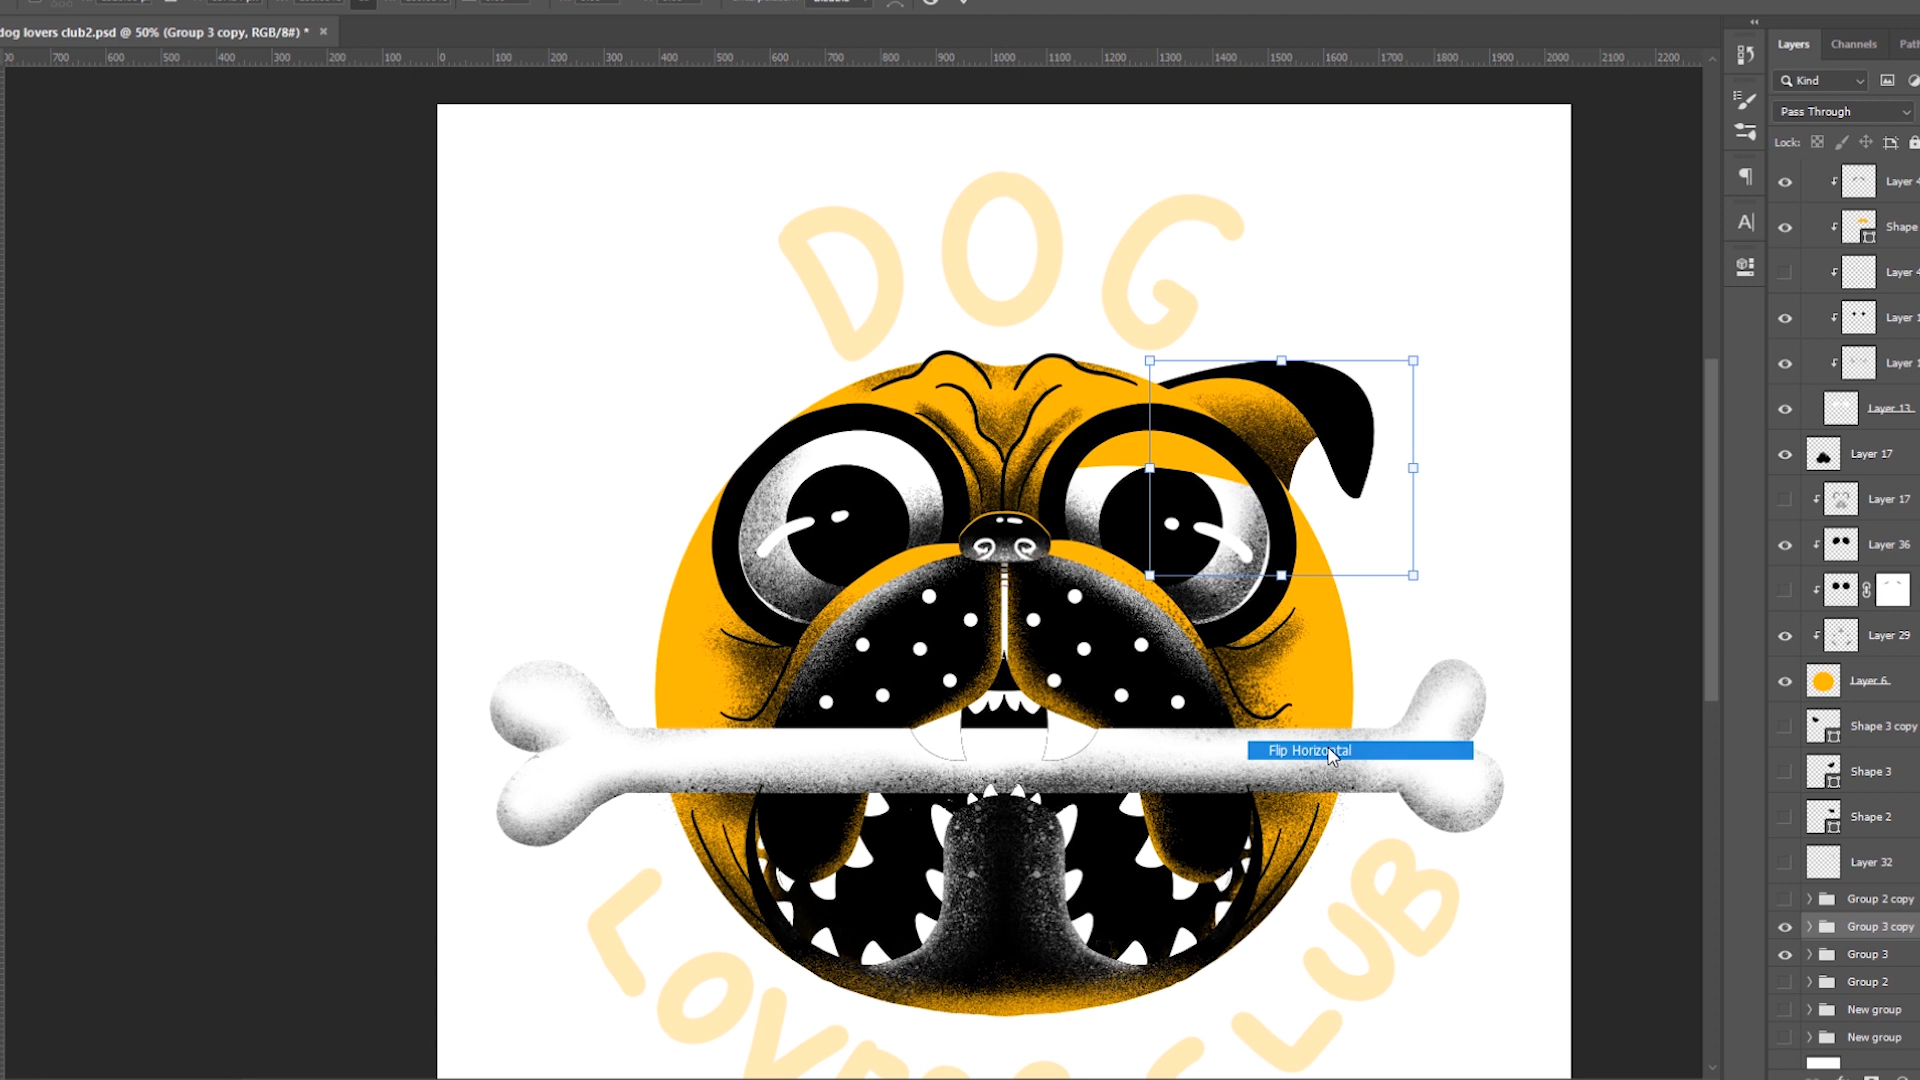 dog lovers club2.psd @ 50% (Group 3 copy, RGB/8#) *
700 600 500 400 300 200 100 0 100 200 300 400 500 600 700 800 900 1000 1100 1200 1300 1400 1500 1600 1700 1800 1900 2000 2100 2200
Layers Channels
Kind
Pass Through
Lock:
Layer
Shape
Layer
Layer
Layer
Layer 13
Layer 17
Layer 17
Layer 36
Layer 29
Layer 6
Shape 3 copy
Shape 3
Shape 2
Layer 32
Group 2 copy
Group 3 copy
Group 3
Group 2
New group
New group
DOG
Flip Horizontal
CLUB